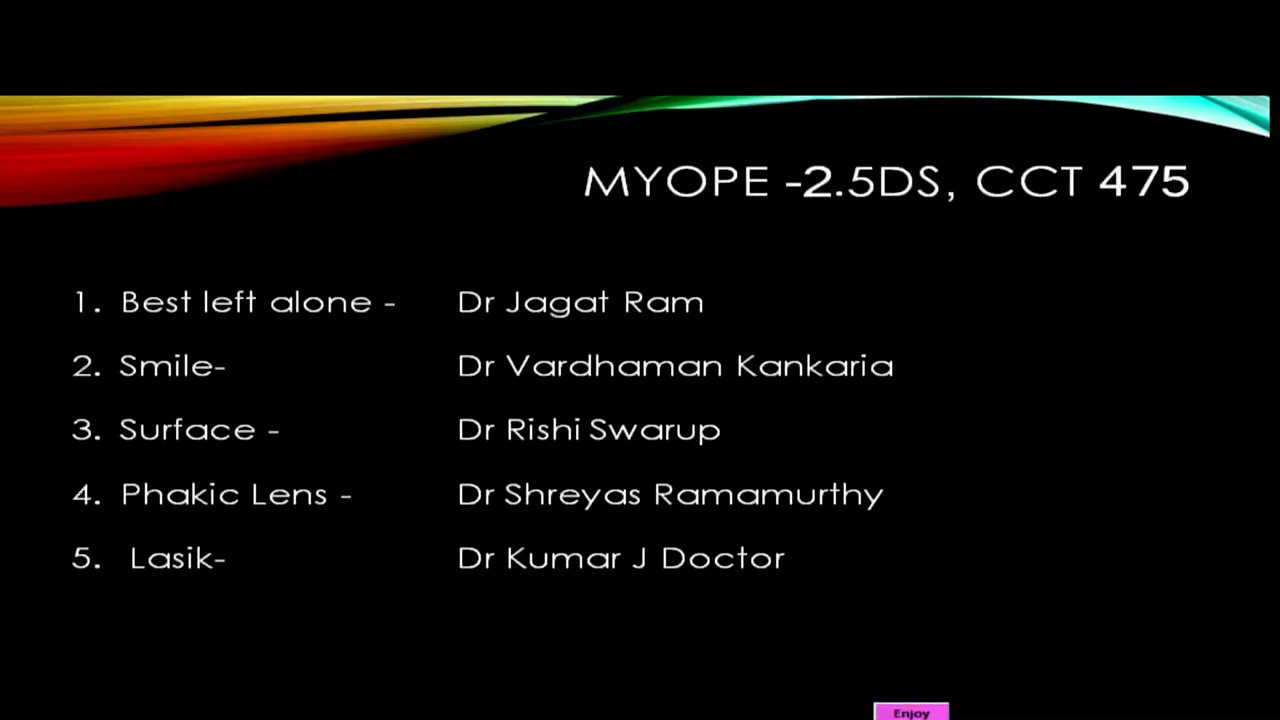 MYOPE -2.5DS, CCT 475
1. Best left alone - Dr Jagat Ram
2. Smile- Dr Vardhaman Kankaria
3. Surface - Dr Rishi Swarup
4. Phakic Lens - Dr Shreyas Ramamurthy
5. Lasik- Dr Kumar J Doctor
Enjoy